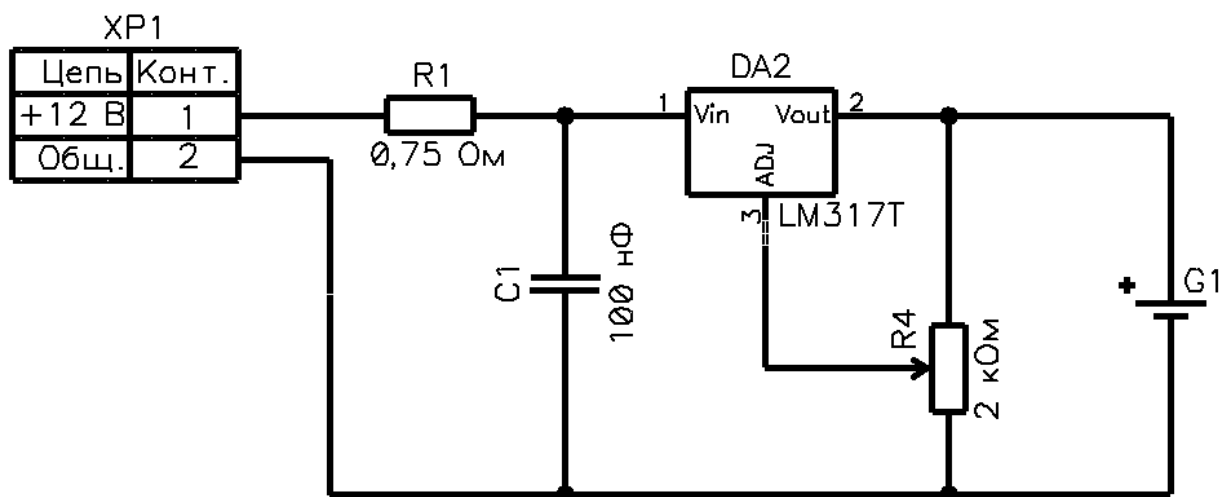 XP1
Цепь Конт.
+12 В 1
Общ. 2
R1
0,75 Ом
C1
100 нФ
DA2
1 Vin Vout 2
ADJ
3
LM317T
R4
2 кОм
+ G1